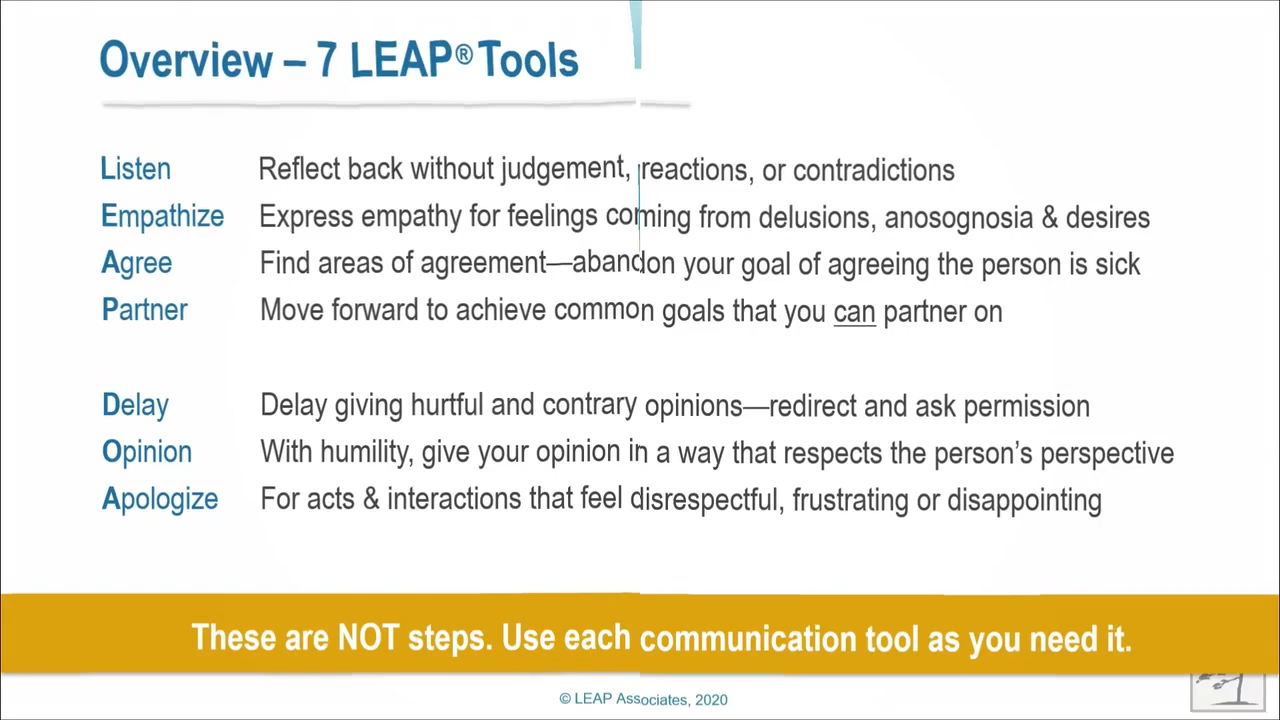 Overview – 7 LEAP® Tools
Listen Reflect back without judgement, reactions, or contradictions
Empathize Express empathy for feelings coming from delusions, anosognosia & desires
Agree Find areas of agreement—abandon your goal of agreeing the person is sick
Partner Move forward to achieve common goals that you can partner on
Delay Delay giving hurtful and contrary opinions—redirect and ask permission
Opinion With humility, give your opinion in a way that respects the person’s perspective
Apologize For acts & interactions that feel disrespectful, frustrating or disappointing
These are NOT steps. Use each communication tool as you need it.
© LEAP Associates, 2020